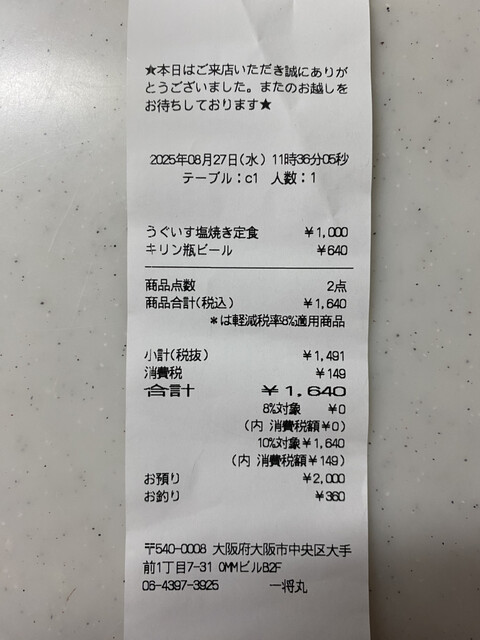 ★本日はご来店いただき誠にありが
とうございました。またのお越しを
お待ちしております★
2025年08月27日(水) 11時36分05秒
テーブル：c1 人数：1
うぐいす塩焼き定食 ¥1,000
キリン瓶ビール ¥640
商品点数 2点
商品合計(税込) ¥1,640
*は軽減税率8%適用商品
小計(税抜) ¥1,491
消費税 ¥149
合計 ¥1,640
8%対象 ¥0
(内 消費税額¥0)
10%対象¥1,640
(内 消費税額¥149)
お預り ¥2,000
お釣り ¥360
〒540-0008 大阪府大阪市中央区大手
前1丁目7-31 OMMビルB2F
06-4397-3925 一将丸